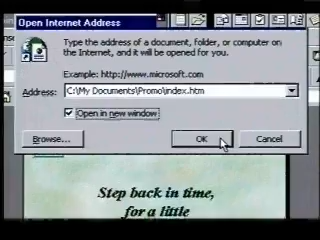 Open Internet Address
Type the address of a document, folder, or computer on
the Internet, and it will be opened for you.
Example: http://www.microsoft.com
Address:
C:\My Documents\Promo\index.htm
Open in new window
Browse...
OK
Cancel
Step back in time,
for a little